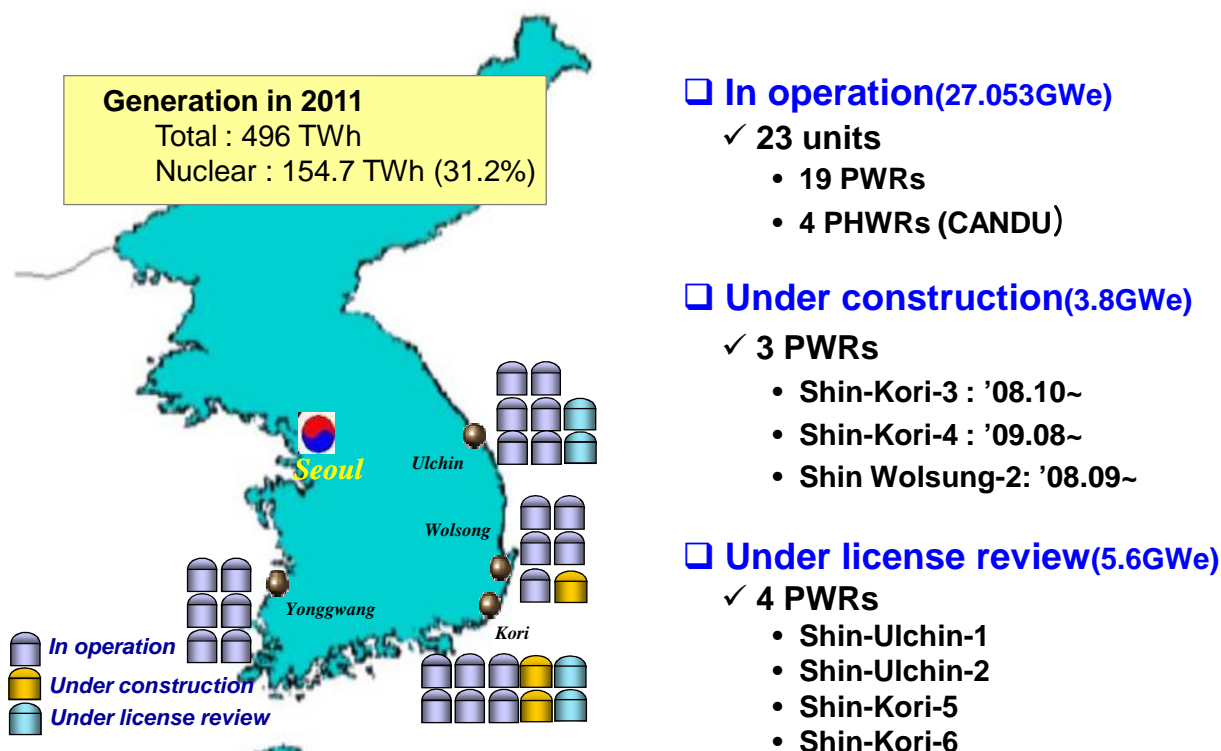 Generation in 2011
Total : 496 TWh
Nuclear : 154.7 TWh (31.2%)
Seoul
Ulchin
Wolsong
Yonggwang
Kori
In operation
Under construction
Under license review
❑ In operation(27.053GWe)
✓ 23 units
• 19 PWRs
• 4 PHWRs (CANDU）
❑ Under construction(3.8GWe)
✓ 3 PWRs
• Shin-Kori-3 : ’08.10~
• Shin-Kori-4 : ’09.08~
• Shin Wolsung-2: ’08.09~
❑ Under license review(5.6GWe)
✓ 4 PWRs
• Shin-Ulchin-1
• Shin-Ulchin-2
• Shin-Kori-5
• Shin-Kori-6